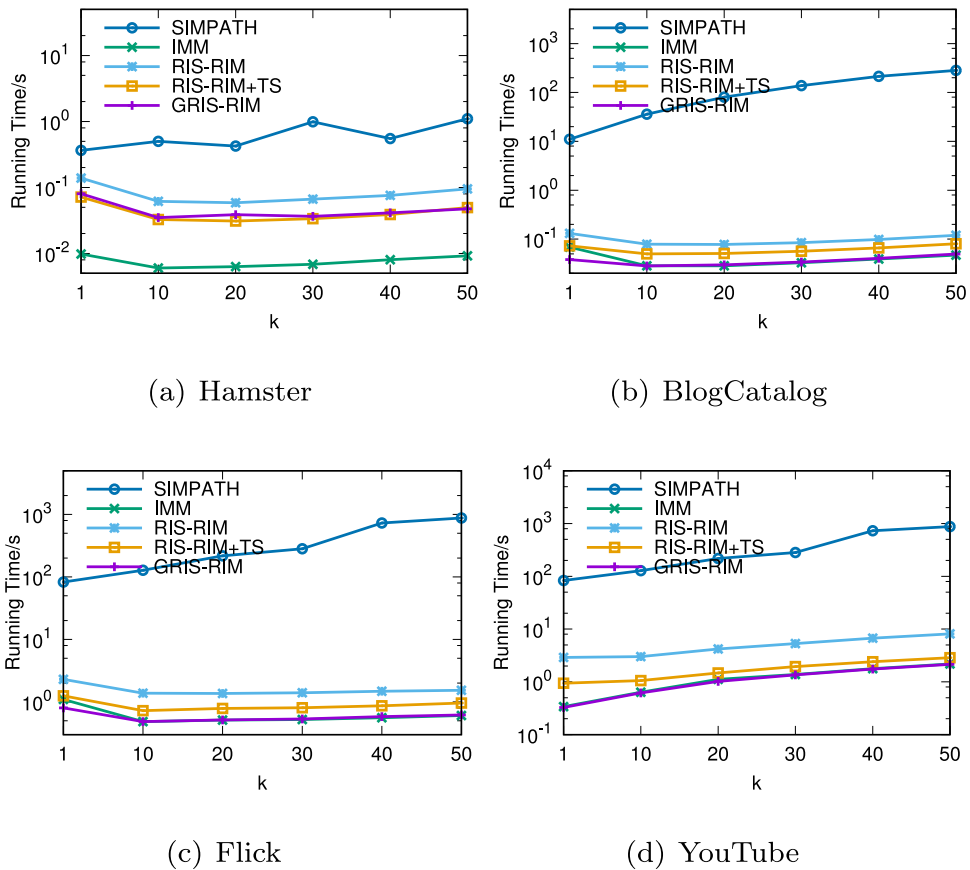 SIMPATH
IMM
RIS-RIM
RIS-RIM+TS
GRIS-RIM
Running Time/s
10^1
10^0
10^-1
10^-2
1 10 20 30 40 50
k
(a) Hamster
SIMPATH
IMM
RIS-RIM
RIS-RIM+TS
GRIS-RIM
Running Time/s
10^3
10^2
10^1
10^0
10^-1
1 10 20 30 40 50
k
(b) BlogCatalog
SIMPATH
IMM
RIS-RIM
RIS-RIM+TS
GRIS-RIM
Running Time/s
10^3
10^2
10^1
10^0
1 10 20 30 40 50
k
(c) Flick
SIMPATH
IMM
RIS-RIM
RIS-RIM+TS
GRIS-RIM
Running Time/s
10^4
10^3
10^2
10^1
10^0
10^-1
1 10 20 30 40 50
k
(d) YouTube